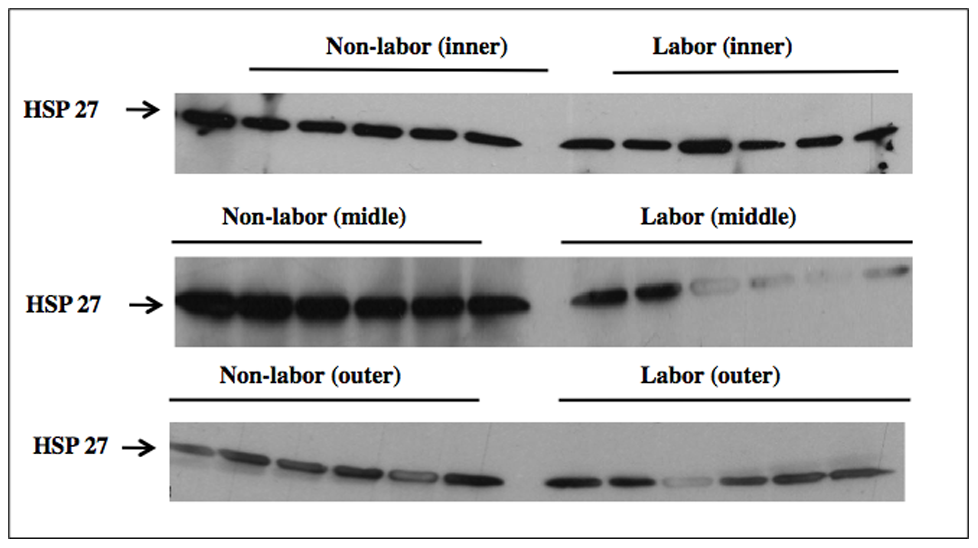 Non-labor (inner) Labor (inner)
HSP 27
Non-labor (midle) Labor (middle)
HSP 27
Non-labor (outer) Labor (outer)
HSP 27